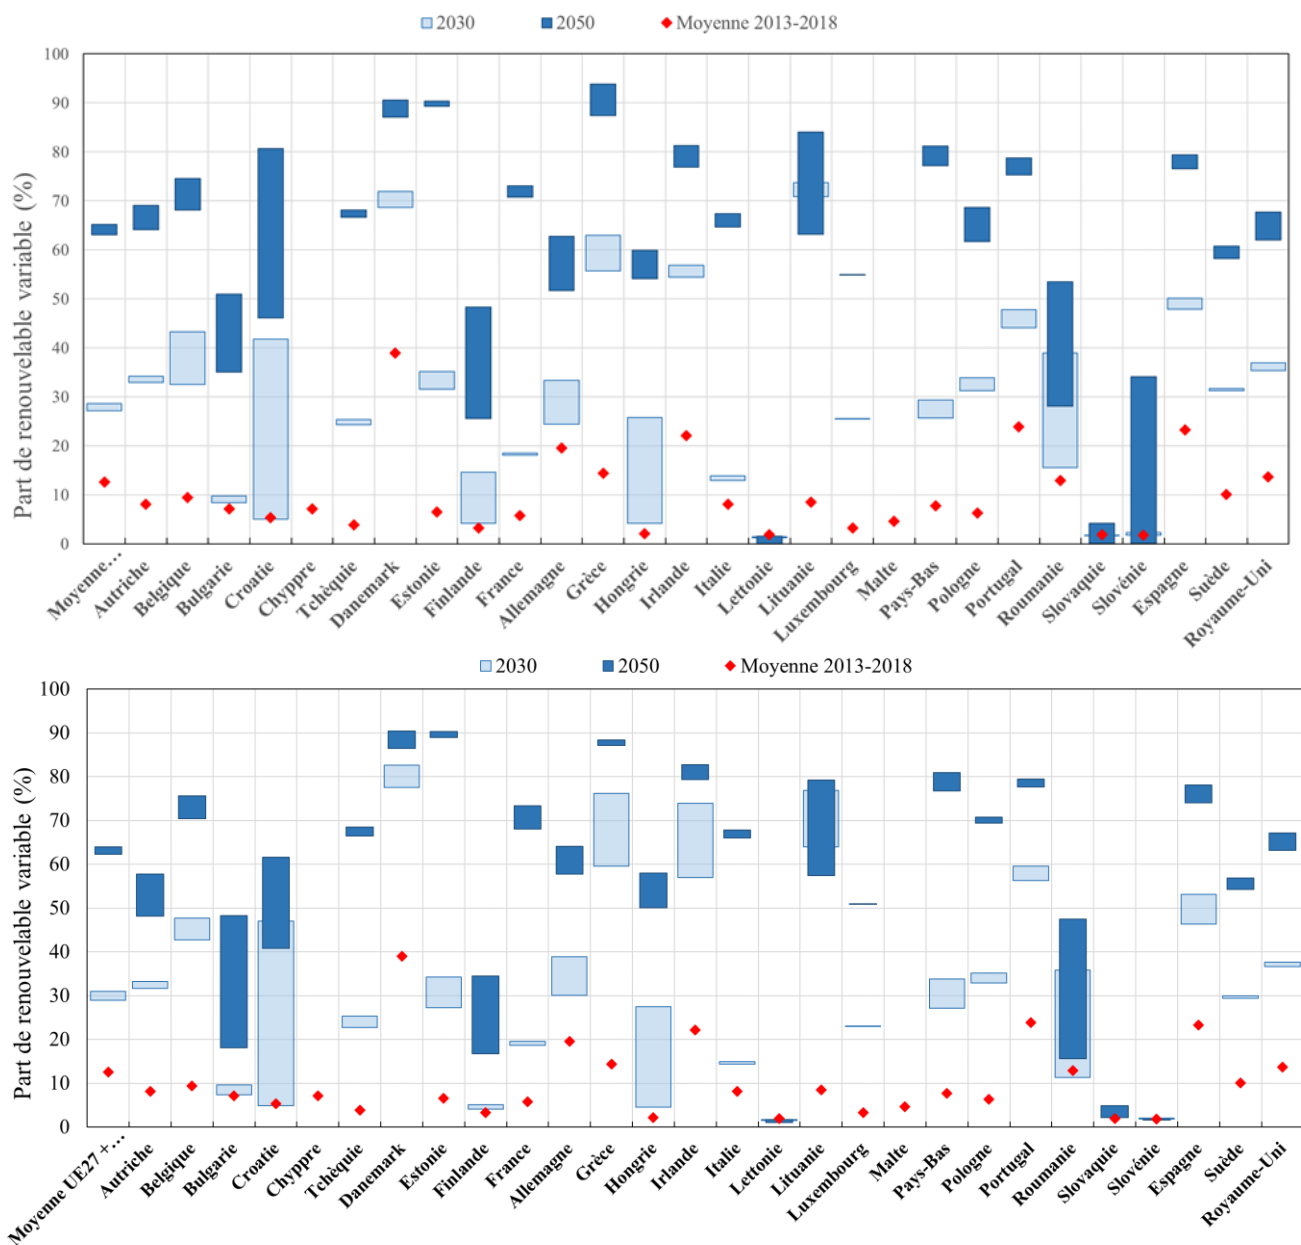 2030 2050 Moyenne 2013-2018
Part de renouvelable variable (%)
100
90
80
70
60
50
40
30
20
10
0
Moyenne...
Autriche
Belgique
Bulgarie
Croatie
Chyppre
Tchèquie
Danemark
Estonie
Finlande
France
Allemagne
Grèce
Hongrie
Irlande
Italie
Lettonie
Lituanie
Luxembourg
Malte
Pays-Bas
Pologne
Portugal
Roumanie
Slovaquie
Slovénie
Espagne
Suède
Royaume-Uni
2030 2050 Moyenne 2013-2018
Part de renouvelable variable (%)
100
90
80
70
60
50
40
30
20
10
0
Moyenne UE27 +...
Autriche
Belgique
Bulgarie
Croatie
Chyppre
Tchèquie
Danemark
Estonie
Finlande
France
Allemagne
Grèce
Hongrie
Irlande
Italie
Lettonie
Lituanie
Luxembourg
Malte
Pays-Bas
Pologne
Portugal
Roumanie
Slovaquie
Slovénie
Espagne
Suède
Royaume-Uni